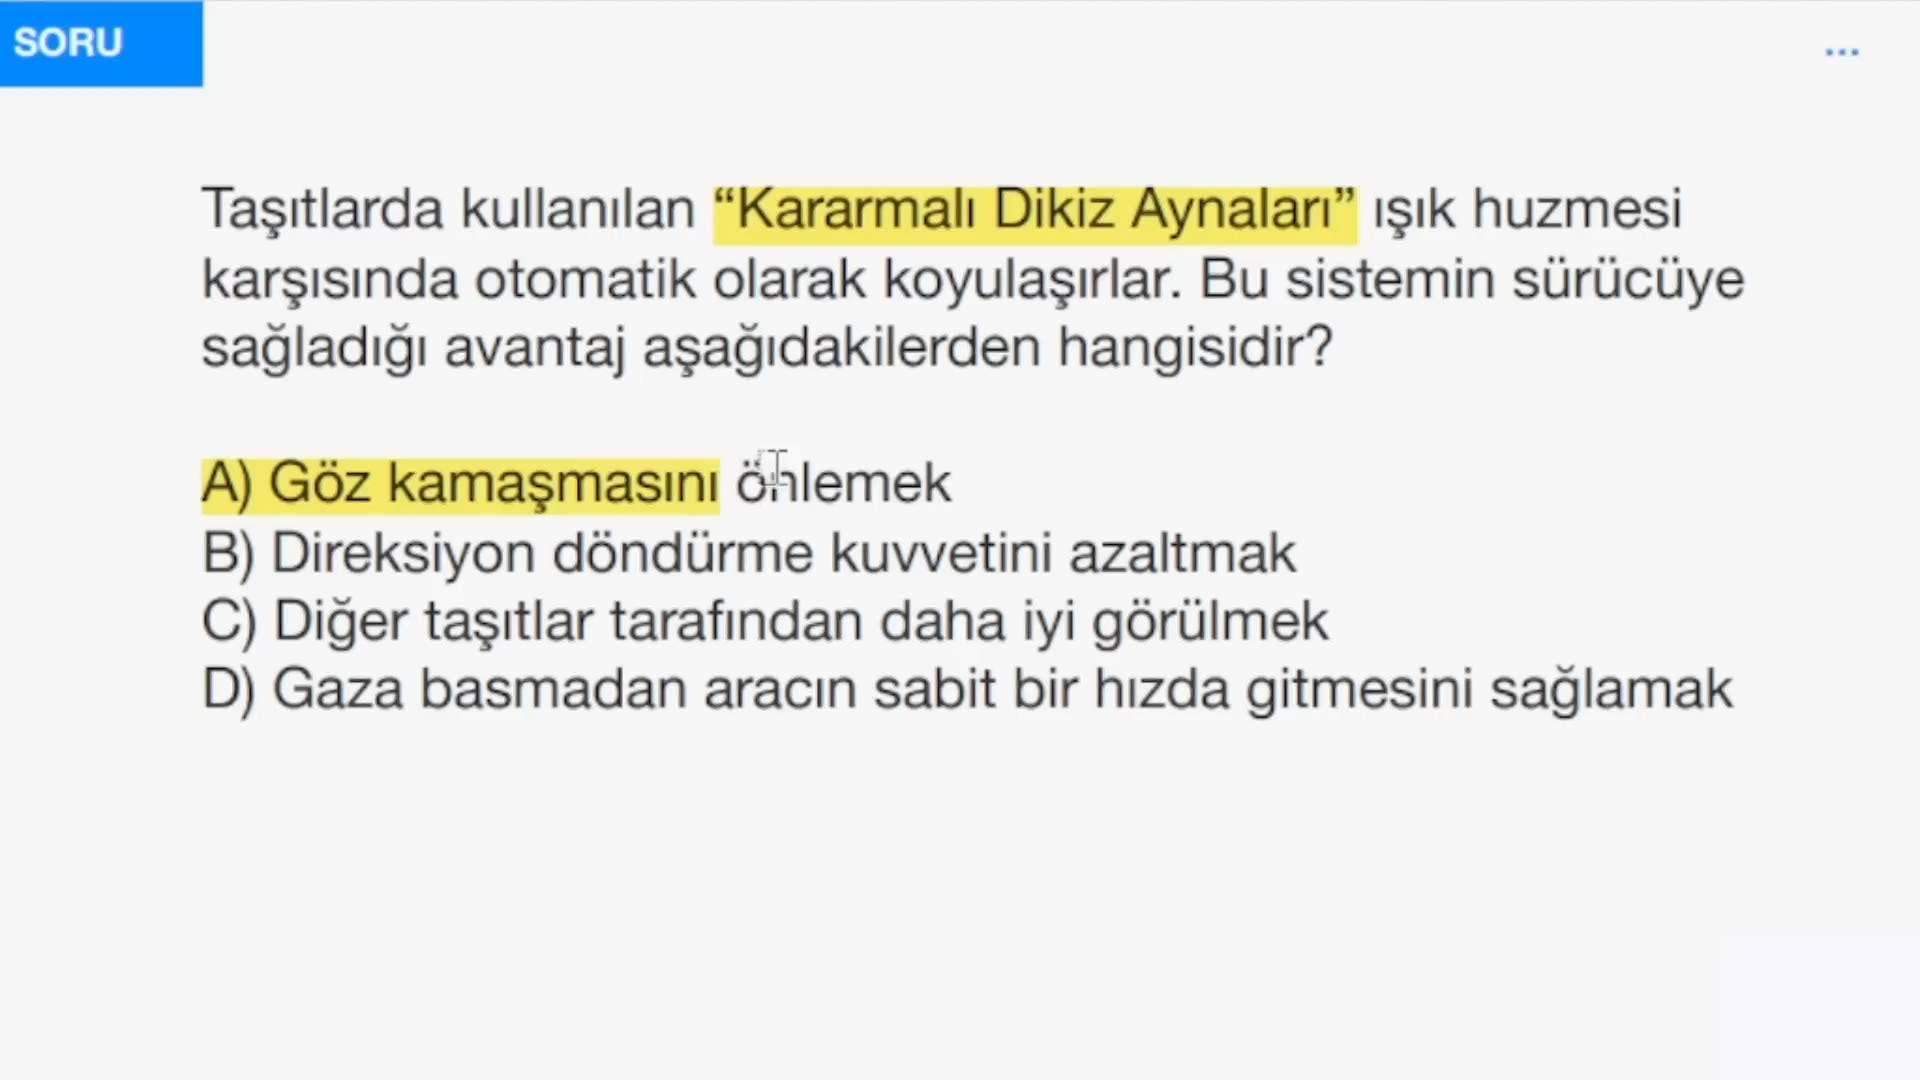 SORU
Taşıtlarda kullanılan “Kararmalı Dikiz Aynaları” ışık huzmesi
karşısında otomatik olarak koyulaşırlar. Bu sistemin sürücüye
sağladığı avantaj aşağıdakilerden hangisidir?
A) Göz kamaşmasını önlemek
B) Direksiyon döndürme kuvvetini azaltmak
C) Diğer taşıtlar tarafından daha iyi görülmek
D) Gaza basmadan aracın sabit bir hızda gitmesini sağlamak